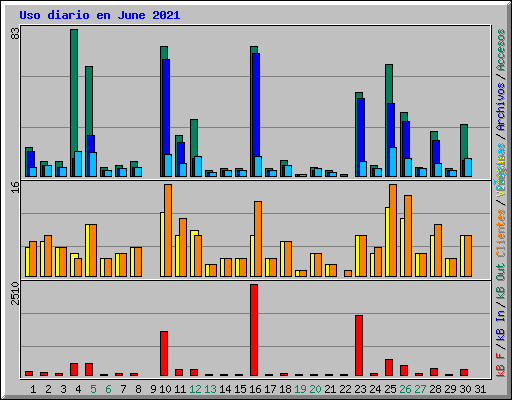 Uso diario en June 2021
83
16
2510
kB F / kB In / kB Out Clientes / Páginas / Archivos / Accesos
1 2 3 4 5 6 7 8 9 10 11 12 13 14 15 16 17 18 19 20 21 22 23 24 25 26 27 28 29 30 31